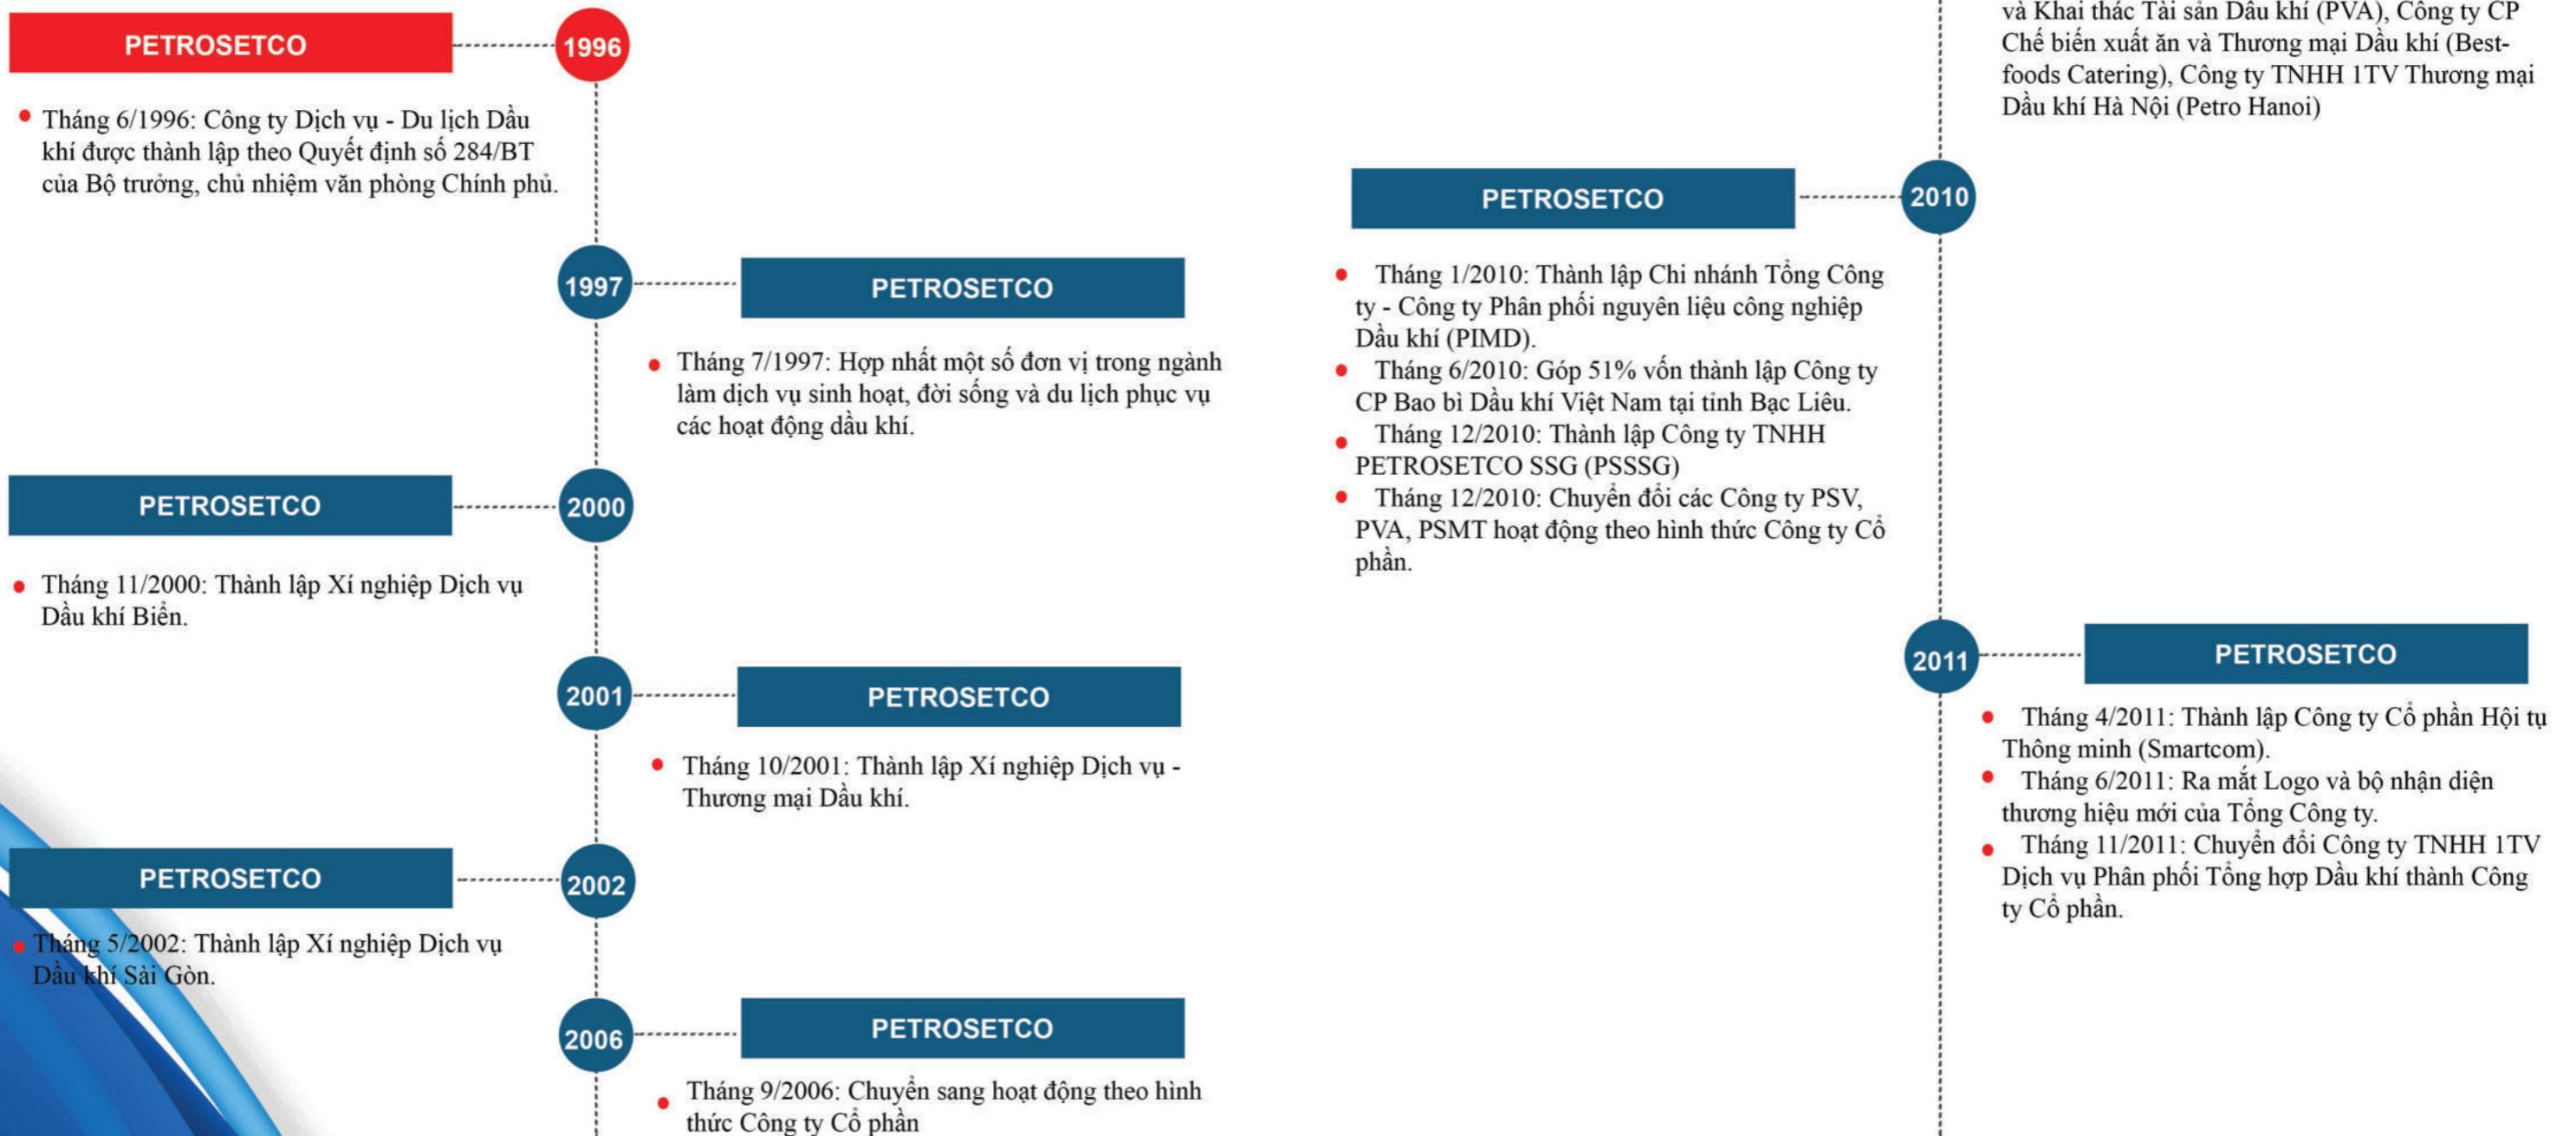 PETROSETCO
1996
Tháng 6/1996: Công ty Dịch vụ - Du lịch Dầu
khí được thành lập theo Quyết định số 284/BT
của Bộ trưởng, chủ nhiệm văn phòng Chính phủ.
1997
PETROSETCO
Tháng 7/1997: Hợp nhất một số đơn vị trong ngành
làm dịch vụ sinh hoạt, đời sống và du lịch phục vụ
các hoạt động dầu khí.
PETROSETCO
2000
Tháng 11/2000: Thành lập Xí nghiệp Dịch vụ
Dầu khí Biển.
2001
PETROSETCO
Tháng 10/2001: Thành lập Xí nghiệp Dịch vụ -
Thương mại Dầu khí.
PETROSETCO
2002
Tháng 5/2002: Thành lập Xí nghiệp Dịch vụ
Dầu khí Sài Gòn.
2006
PETROSETCO
Tháng 9/2006: Chuyển sang hoạt động theo hình
thức Công ty Cổ phần
và Khai thác Tài sản Dầu khí (PVA), Công ty CP
Chế biến xuất ăn và Thương mại Dầu khí (Best-
foods Catering), Công ty TNHH 1TV Thương mại
Dầu khí Hà Nội (Petro Hanoi)
PETROSETCO
2010
Tháng 1/2010: Thành lập Chi nhánh Tổng Công
ty - Công ty Phân phối nguyên liệu công nghiệp
Dầu khí (PIMD).
Tháng 6/2010: Góp 51% vốn thành lập Công ty
CP Bao bì Dầu khí Việt Nam tại tỉnh Bạc Liêu.
Tháng 12/2010: Thành lập Công ty TNHH
PETROSETCO SSG (PSSSG)
Tháng 12/2010: Chuyển đổi các Công ty PSV,
PVA, PSMT hoạt động theo hình thức Công ty Cổ
phần.
2011
PETROSETCO
Tháng 4/2011: Thành lập Công ty Cổ phần Hội tụ
Thông minh (Smartcom).
Tháng 6/2011: Ra mắt Logo và bộ nhận diện
thương hiệu mới của Tổng Công ty.
Tháng 11/2011: Chuyển đổi Công ty TNHH 1TV
Dịch vụ Phân phối Tổng hợp Dầu khí thành Công
ty Cổ phần.